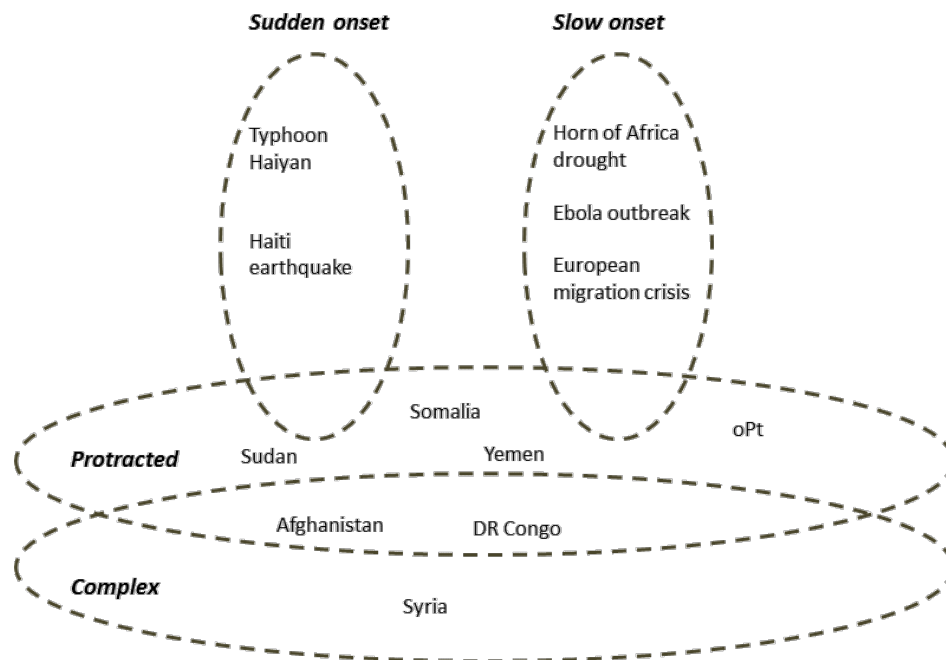 Sudden onset
Slow onset
Typhoon
Haiyan
Haiti
earthquake
Horn of Africa
drought
Ebola outbreak
European
migration crisis
Somalia
oPt
Protracted
Sudan
Yemen
Afghanistan
DR Congo
Complex
Syria